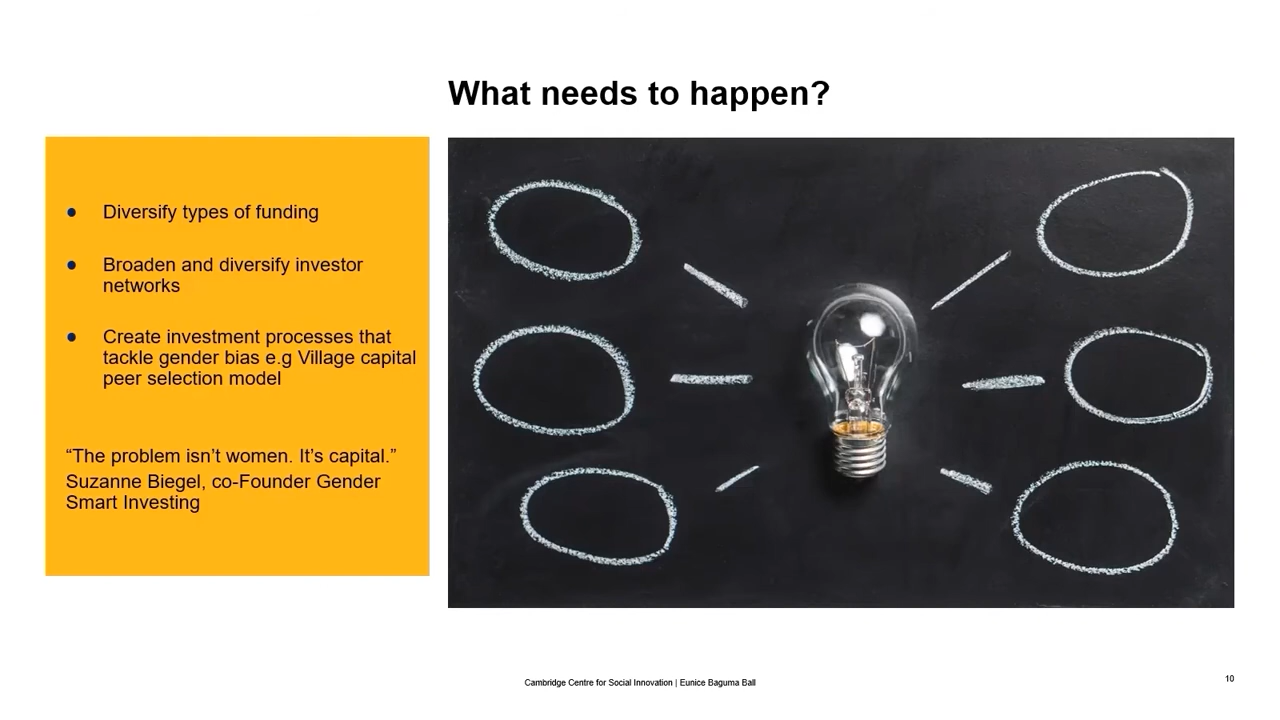 What needs to happen?
● Diversify types of funding
● Broaden and diversify investor
networks
● Create investment processes that
tackle gender bias e.g Village capital
peer selection model
“The problem isn’t women. It’s capital.”
Suzanne Biegel, co-Founder Gender
Smart Investing
Cambridge Centre for Social Innovation | Eunice Baguma Ball
10